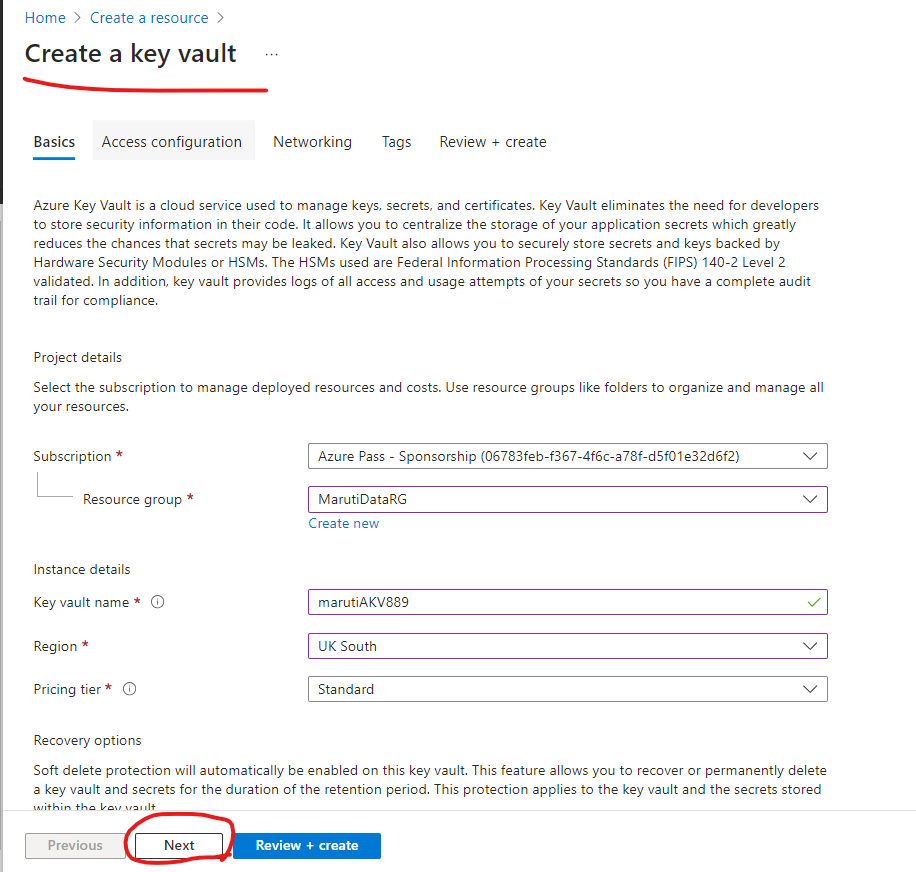 Home > Create a resource >
Create a key vault ...
Basics Access configuration Networking Tags Review + create
Azure Key Vault is a cloud service used to manage keys, secrets, and certificates. Key Vault eliminates the need for developers
to store security information in their code. It allows you to centralize the storage of your application secrets which greatly
reduces the chances that secrets may be leaked. Key Vault also allows you to securely store secrets and keys backed by
Hardware Security Modules or HSMs. The HSMs used are Federal Information Processing Standards (FIPS) 140-2 Level 2
validated. In addition, key vault provides logs of all access and usage attempts of your secrets so you have a complete audit
trail for compliance.
Project details
Select the subscription to manage deployed resources and costs. Use resource groups like folders to organize and manage all
your resources.
Subscription * Azure Pass - Sponsorship (06783feb-f367-4f6c-a78f-d5f01e32d6f2)
Resource group * MarutiDataRG
Create new
Instance details
Key vault name * marutiAKV889
Region * UK South
Pricing tier * Standard
Recovery options
Soft delete protection will automatically be enabled on this key vault. This feature allows you to recover or permanently delete
a key vault and secrets for the duration of the retention period. This protection applies to the key vault and the secrets stored
within the key vault.
Previous Next Review + create